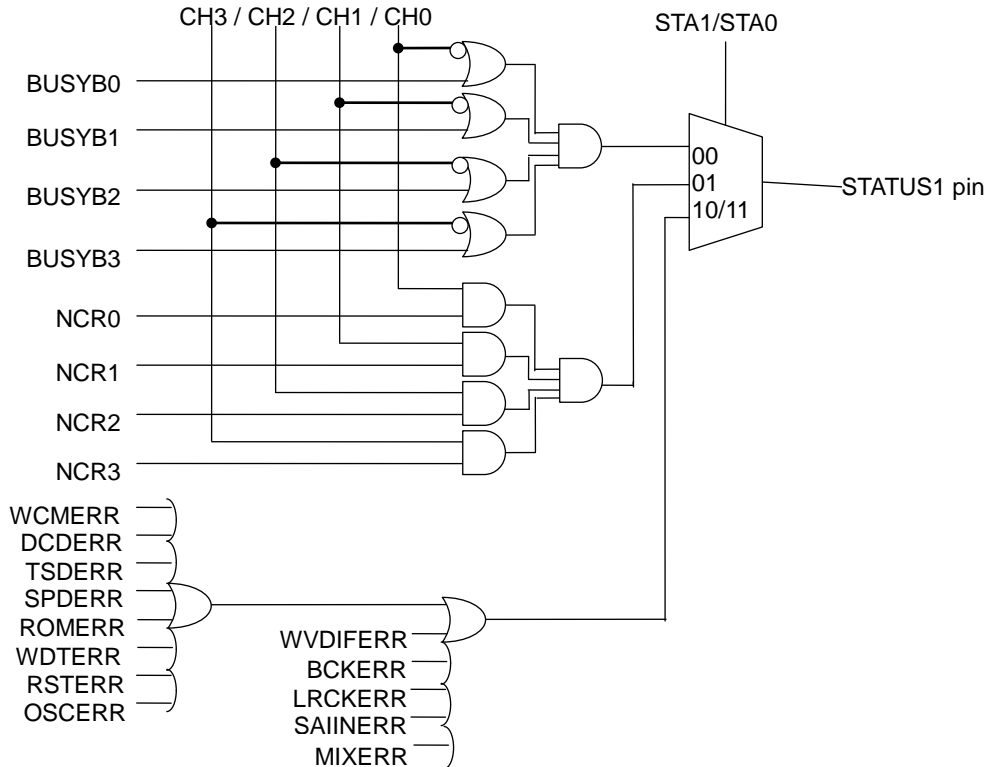 CH3 / CH2 / CH1 / CH0
STA1/STA0
BUSYB0
BUSYB1
BUSYB2
BUSYB3
00
01
10/11
STATUS1 pin
NCR0
NCR1
NCR2
NCR3
WCMERR
DCDERR
TSDERR
SPDERR
ROMERR
WDTERR
RSTERR
OSCERR
WVDIFERR
BCKERR
LRCKERR
SAIINERR
MIXERR